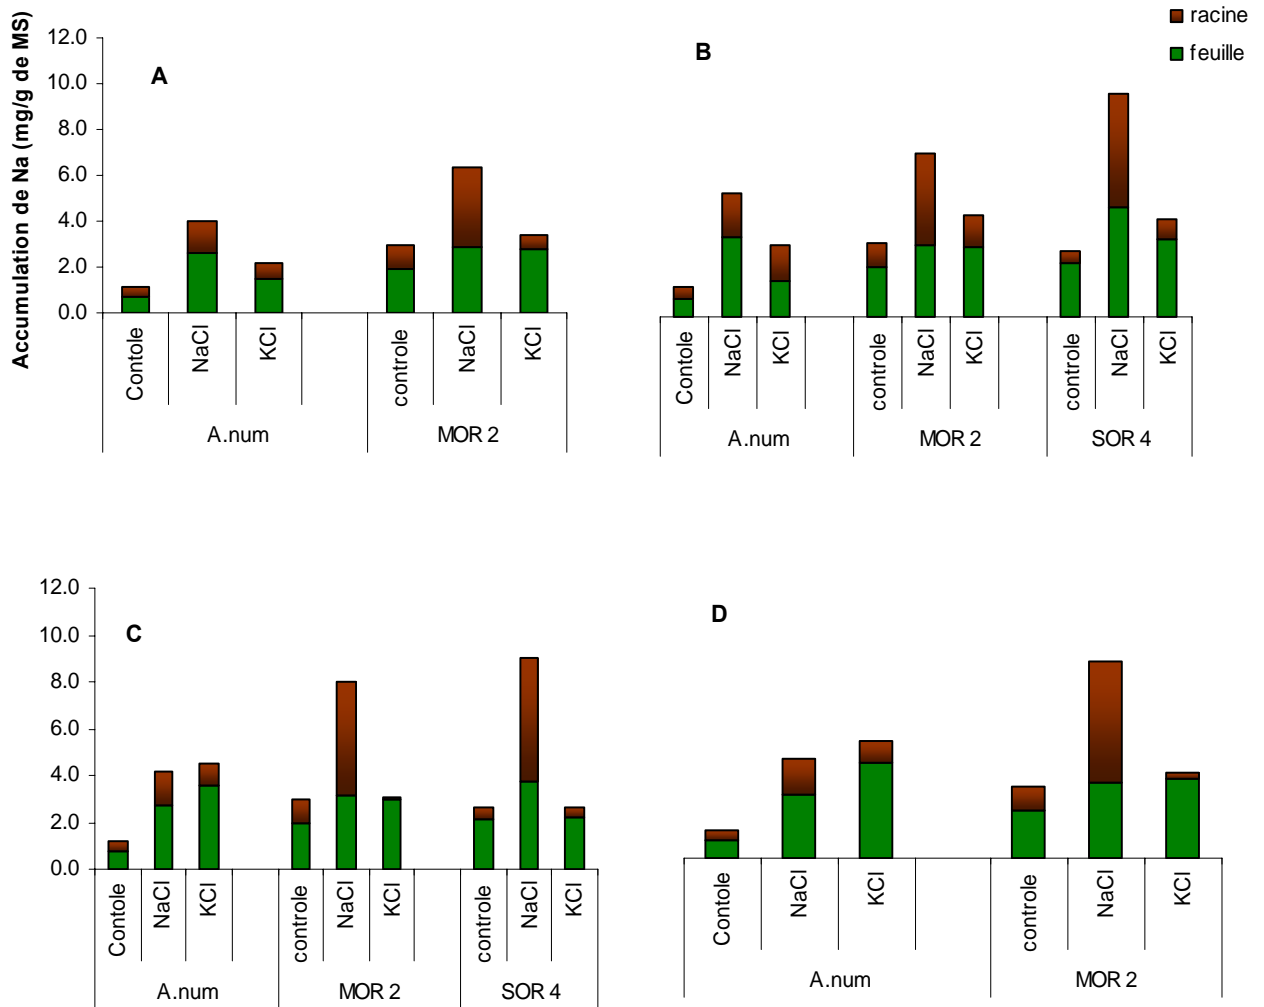 racine
feuille
Accumulation de Na (mg/g de MS)
12.0
10.0
8.0
6.0
4.0
2.0
0.0
A
Contole
NaCl
KCl
controle
NaCl
KCl
A.num
MOR 2
B
Contole
NaCl
KCl
controle
NaCl
KCl
controle
NaCl
KCl
A.num
MOR 2
SOR 4
12.0
10.0
8.0
6.0
4.0
2.0
0.0
C
Contole
NaCl
KCl
controle
NaCl
KCl
controle
NaCl
KCl
A.num
MOR 2
SOR 4
D
Contole
NaCl
KCl
controle
NaCl
KCl
A.num
MOR 2